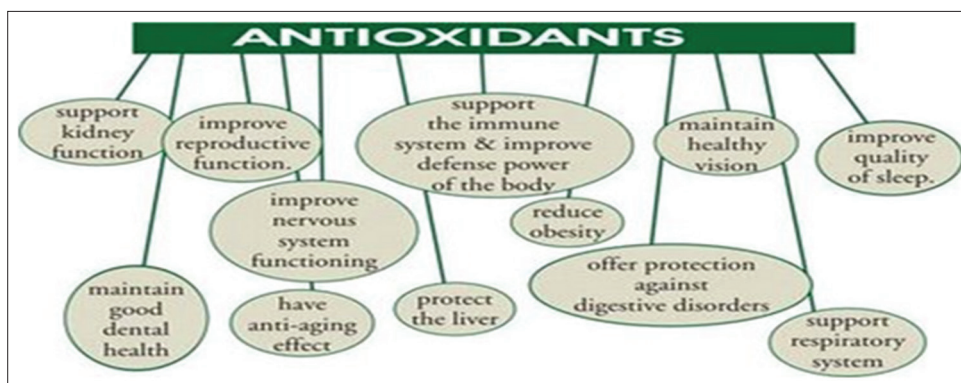 ANTIOXIDANTS
support
kidney
function
improve
reproductive
function.
support
the immune
system & improve
defense power
of the body
maintain
healthy
vision
improve
quality
of sleep.
improve
nervous
system
functioning
reduce
obesity
maintain
good
dental
health
have
anti-aging
effect
protect
the liver
offer protection
against
digestive disorders
support
respiratory
system